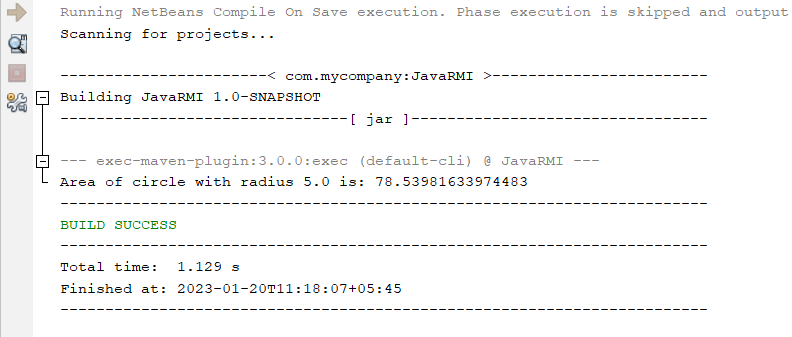 Running NetBeans Compile On Save execution. Phase execution is skipped and output
Scanning for projects...
-----------------------< com.mycompany:JavaRMI >------------------------
Building JavaRMI 1.0-SNAPSHOT
--------------------------------[ jar ]---------------------------------
--- exec-maven-plugin:3.0.0:exec (default-cli) @ JavaRMI ---
Area of circle with radius 5.0 is: 78.53981633974483
------------------------------------------------------------------------
BUILD SUCCESS
------------------------------------------------------------------------
Total time:  1.129 s
Finished at: 2023-01-20T11:18:07+05:45
------------------------------------------------------------------------